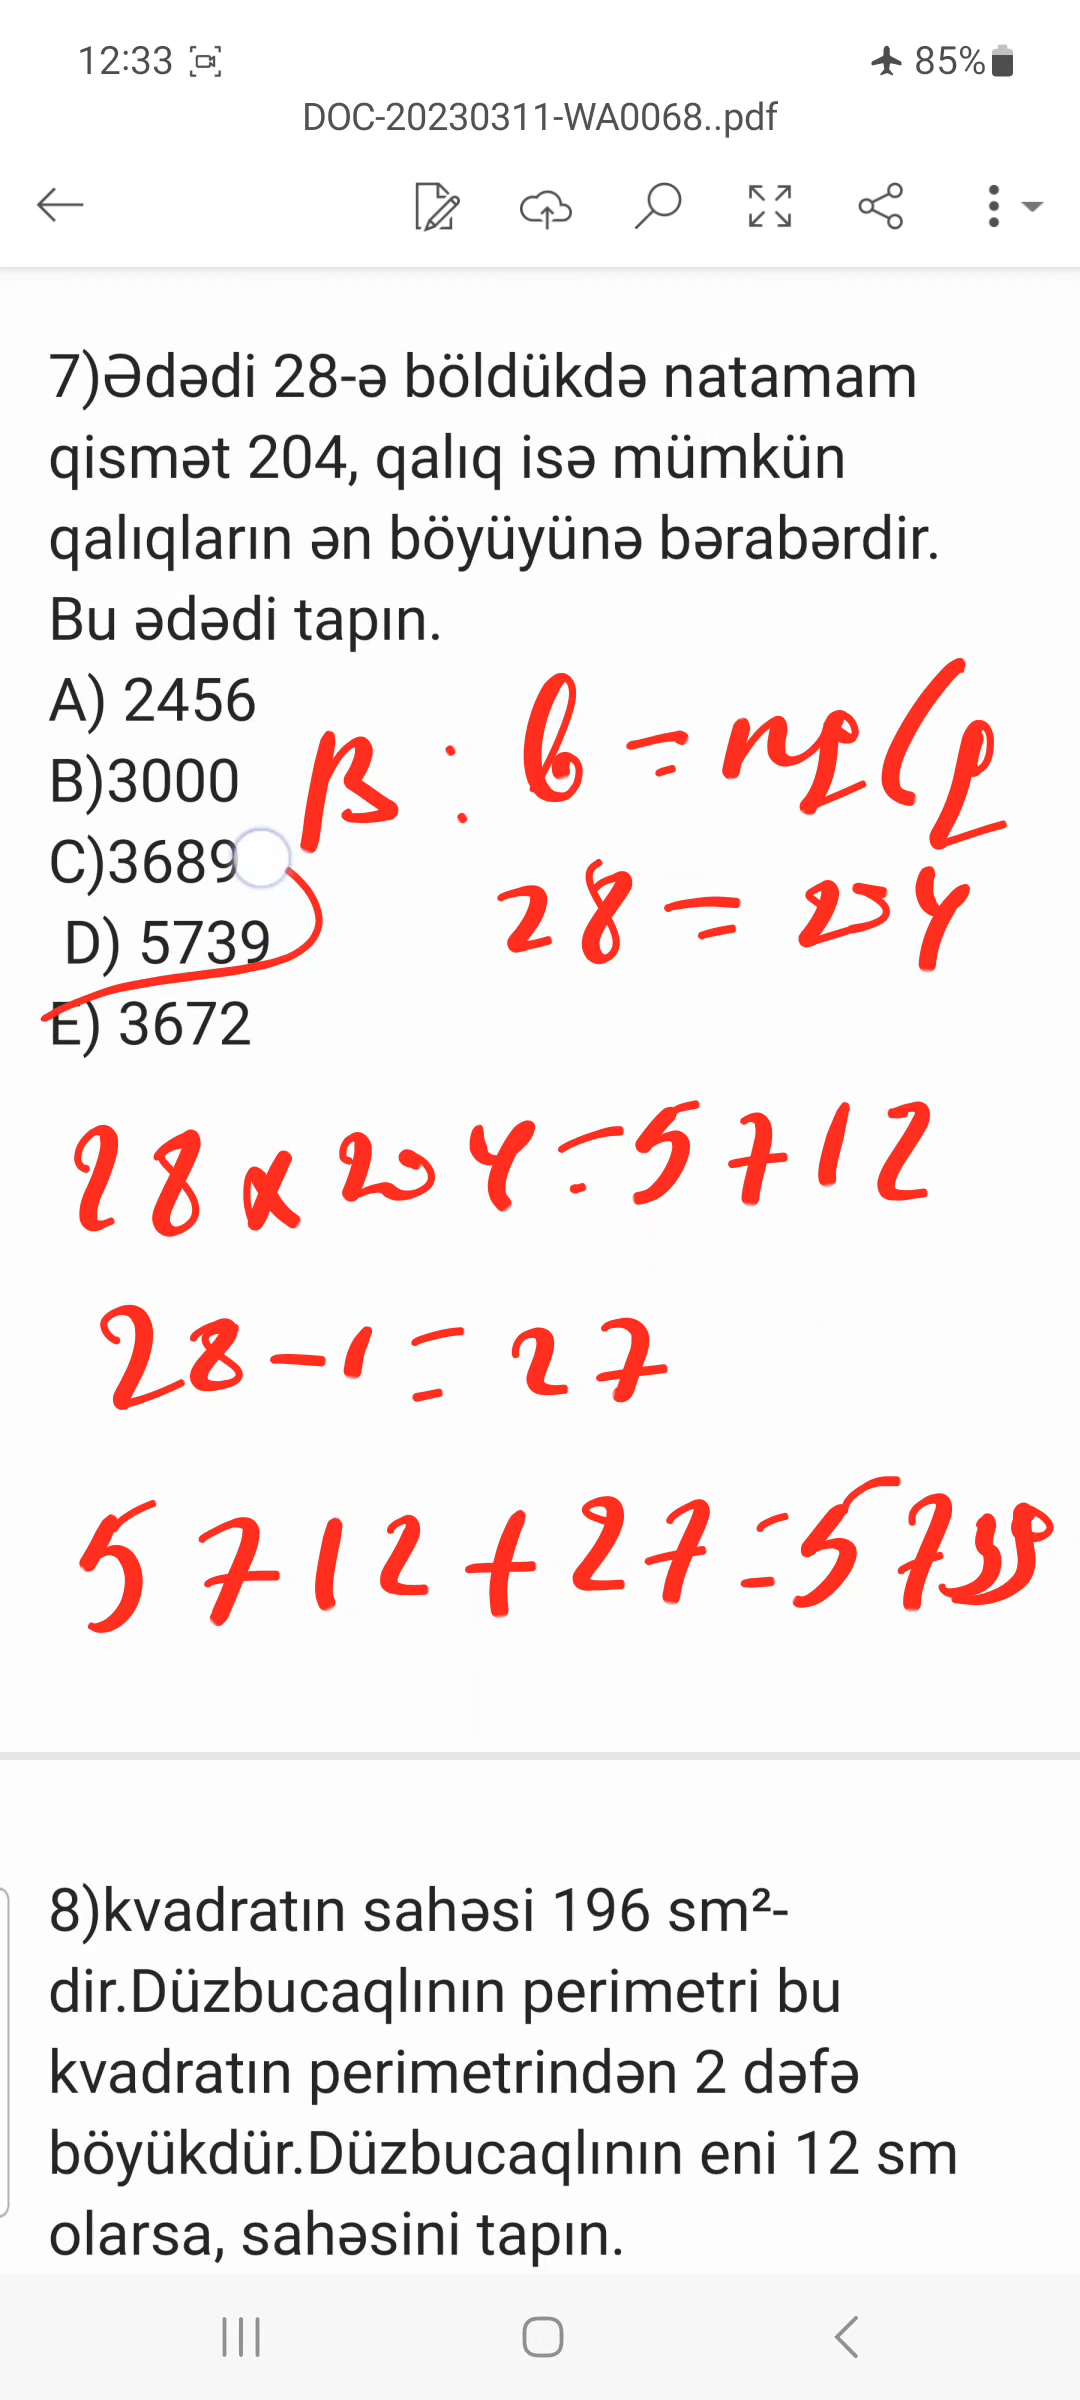 12:33 85%
DOC-20230311-WA0068..pdf
7)Ədədi 28-ə böldükdə natamam
qismət 204, qalıq isə mümkün
qalıqların ən böyüyünə bərabərdir.
Bu ədədi tapın.
A) 2456
B)3000
C)3689
D) 5739
E) 3672
B : b = nq(q
28 = 204
28 x 204 = 5712
28 - 1 = 27
5712 + 27 = 5739
8)kvadratın sahəsi 196 sm²-
dir.Düzbucaqlının perimetri bu
kvadratın perimetrindən 2 dəfə
böyükdür.Düzbucaqlının eni 12 sm
olarsa, sahəsini tapın.